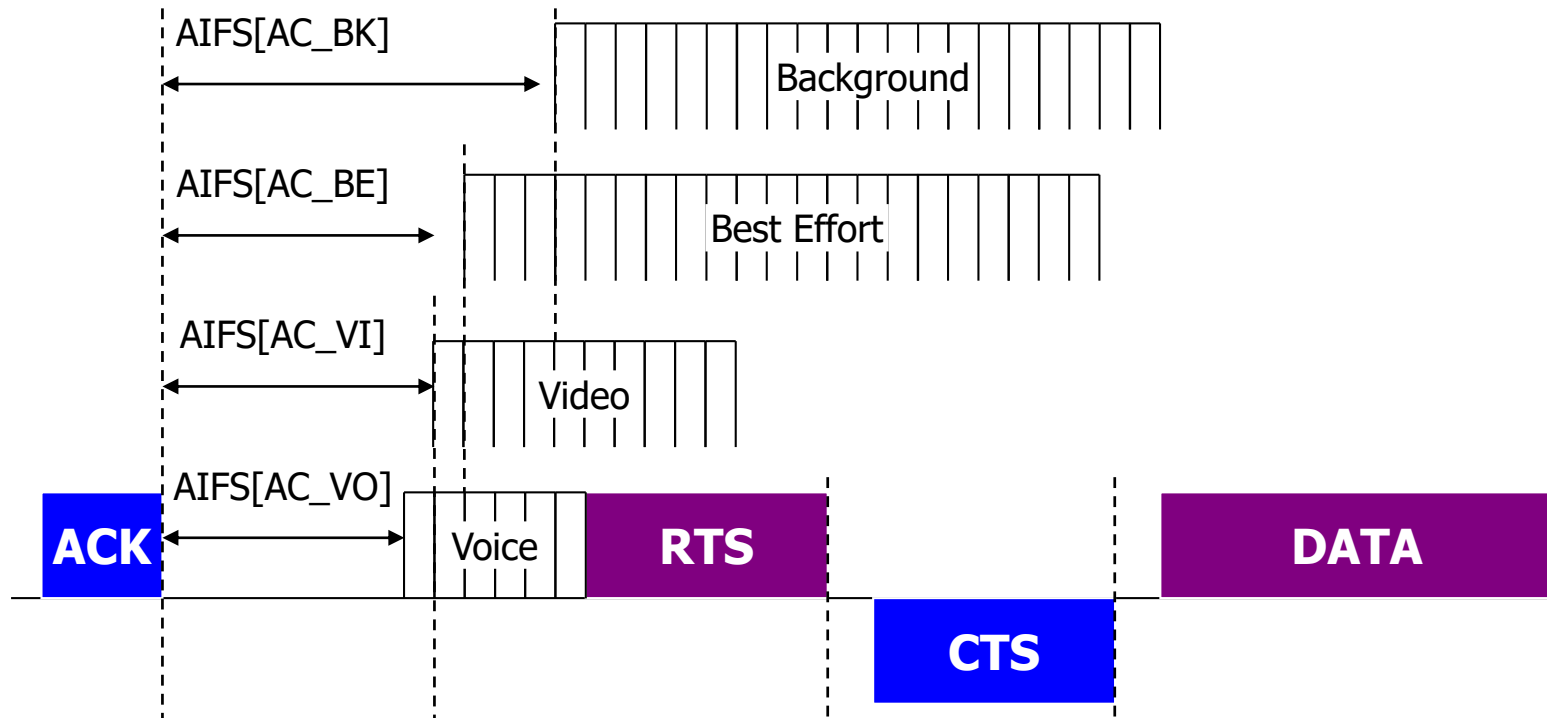 AIFS[AC_BK]
Background
AIFS[AC_BE]
Best Effort
AIFS[AC_VI]
Video
AIFS[AC_VO]
ACK
Voice
RTS
DATA
CTS